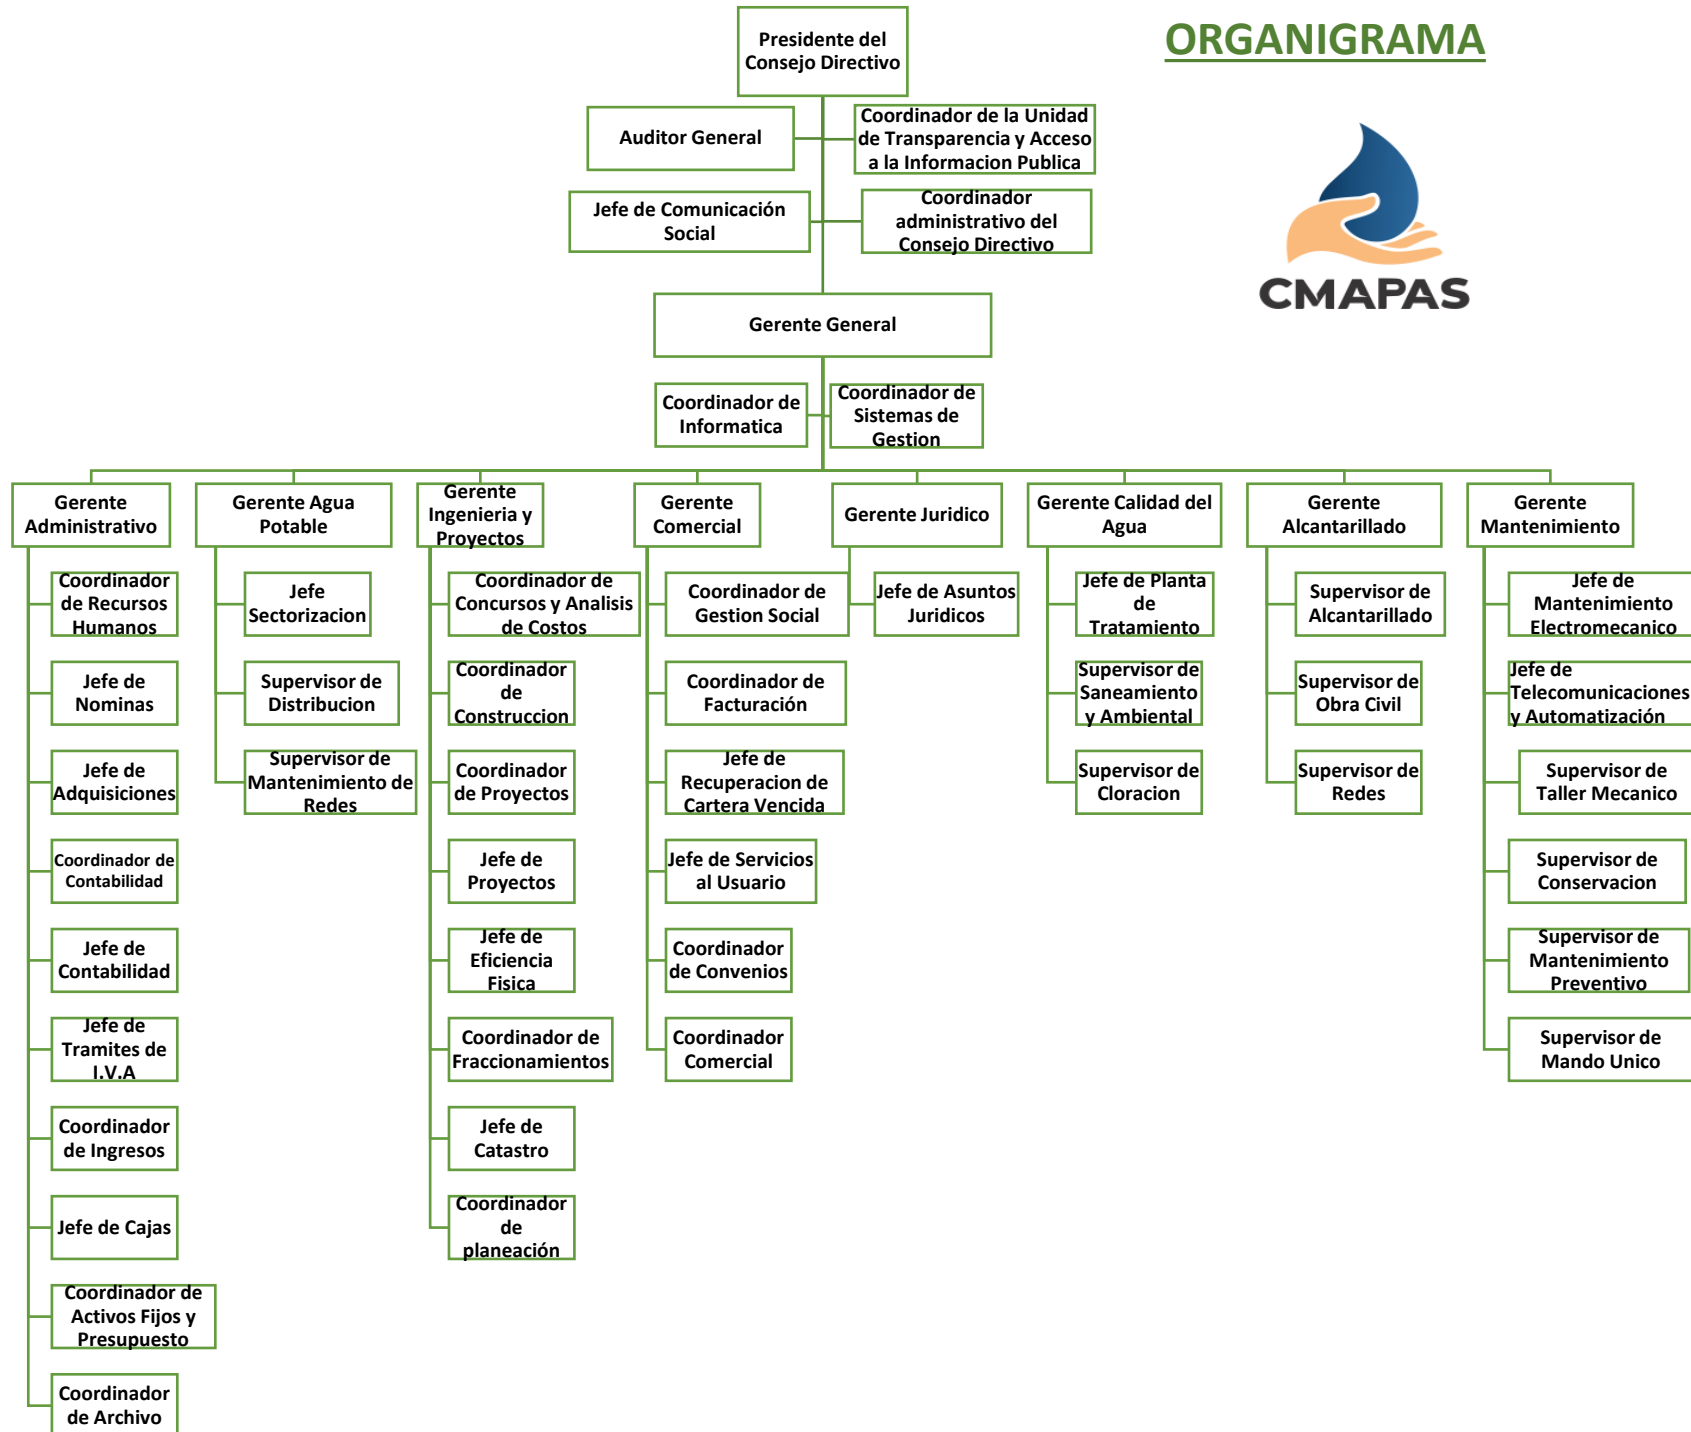 ORGANIGRAMA
CMAPAS
Presidente del
Consejo Directivo
Auditor General
Coordinador de la Unidad
de Transparencia y Acceso
a la Informacion Publica
Jefe de Comunicación
Social
Coordinador
administrativo del
Consejo Directivo
Gerente General
Coordinador de
Informatica
Coordinador de
Sistemas de
Gestion
Gerente
Administrativo
Coordinador
de Recursos
Humanos
Jefe de
Nominas
Jefe de
Adquisiciones
Coordinador de
Contabilidad
Jefe de
Contabilidad
Jefe de
Tramites de
I.V.A
Coordinador
de Ingresos
Jefe de Cajas
Coordinador de
Activos Fijos y
Presupuesto
Coordinador
de Archivo
Gerente Agua
Potable
Jefe
Sectorizacion
Supervisor de
Distribucion
Supervisor de
Mantenimiento de
Redes
Gerente
Ingenieria y
Proyectos
Coordinador de
Concursos y Analisis
de Costos
Coordinador
de
Construccion
Coordinador
de Proyectos
Jefe de
Proyectos
Jefe de
Eficiencia
Fisica
Coordinador de
Fraccionamientos
Jefe de
Catastro
Coordinador
de
planeación
Gerente
Comercial
Coordinador de
Gestion Social
Coordinador de
Facturación
Jefe de
Recuperacion de
Cartera Vencida
Jefe de Servicios
al Usuario
Coordinador
de Convenios
Coordinador
Comercial
Gerente Juridico
Jefe de Asuntos
Juridicos
Gerente Calidad del
Agua
Jefe de Planta
de
Tratamiento
Supervisor de
Saneamiento
y Ambiental
Supervisor de
Cloracion
Gerente
Alcantarillado
Supervisor de
Alcantarillado
Supervisor de
Obra Civil
Supervisor de
Redes
Gerente
Mantenimiento
Jefe de
Mantenimiento
Electromecanico
Jefe de
Telecomunicaciones
y Automatización
Supervisor de
Taller Mecanico
Supervisor de
Conservacion
Supervisor de
Mantenimiento
Preventivo
Supervisor de
Mando Unico